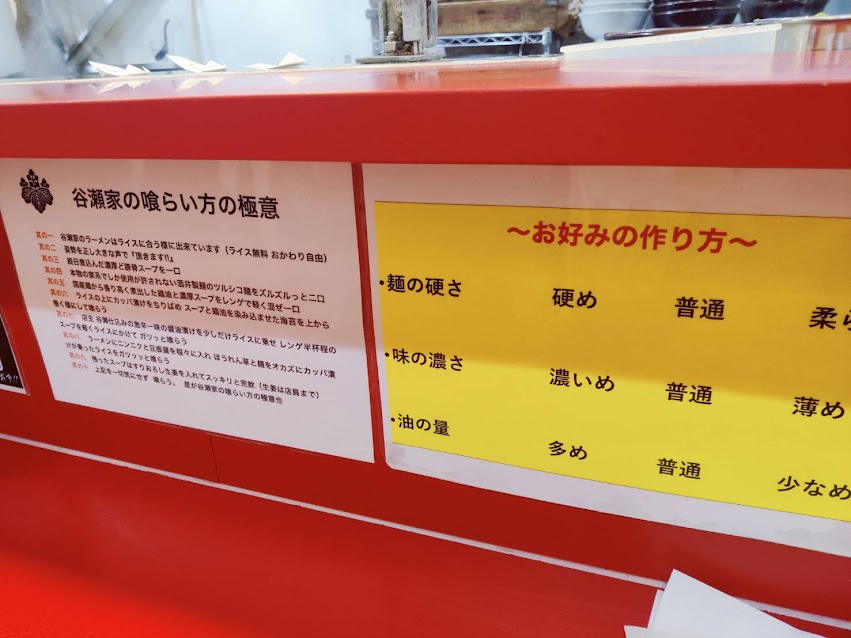 谷瀬家の喰らい方の極意
其の一 谷瀬家のラーメンはライスに合う様に出来ています（ライス無料 おかわり自由）
其の二 姿勢を正し大きな声で『頂きます!!』
其の三 終日煮込んだ濃厚ど豚骨スープを一口
其の四 本物の家系でしか使用が許されない酒井製麺のツルシコ麺をズルズルっと二口
其の五 国産鶏から香り高く煮出した鶏油と濃厚スープをレンゲで軽く混ぜ一口
其の六 ライスの上にカッパ漬けをちりばめ スープと鶏油を染み込ませた海苔を上から
巻く様にして喰らう
其の七 店主 谷瀬仕込みの激辛一味の醤油漬けを少しだけライスに乗せ レンゲ半杯程の
スープを軽くライスにかけて ガツッと喰らう
其の八 ラーメンにニンニクと豆板醤を程々に入れ ほうれん草と麺をオカズにカッパ漬
けが乗ったライスをガツッッと喰らう
其の九 残ったスープはすりおろし生姜を入れてスッキリと完飲（生姜は店員まで）
其の十 上記を一切気にせず 喰らう。 是が谷瀬家の喰らい方の極意也
〜お好みの作り方〜
・麺の硬さ 硬め 普通 柔ら
・味の濃さ 濃いめ 普通 薄め
・油の量 多め 普通 少なめ